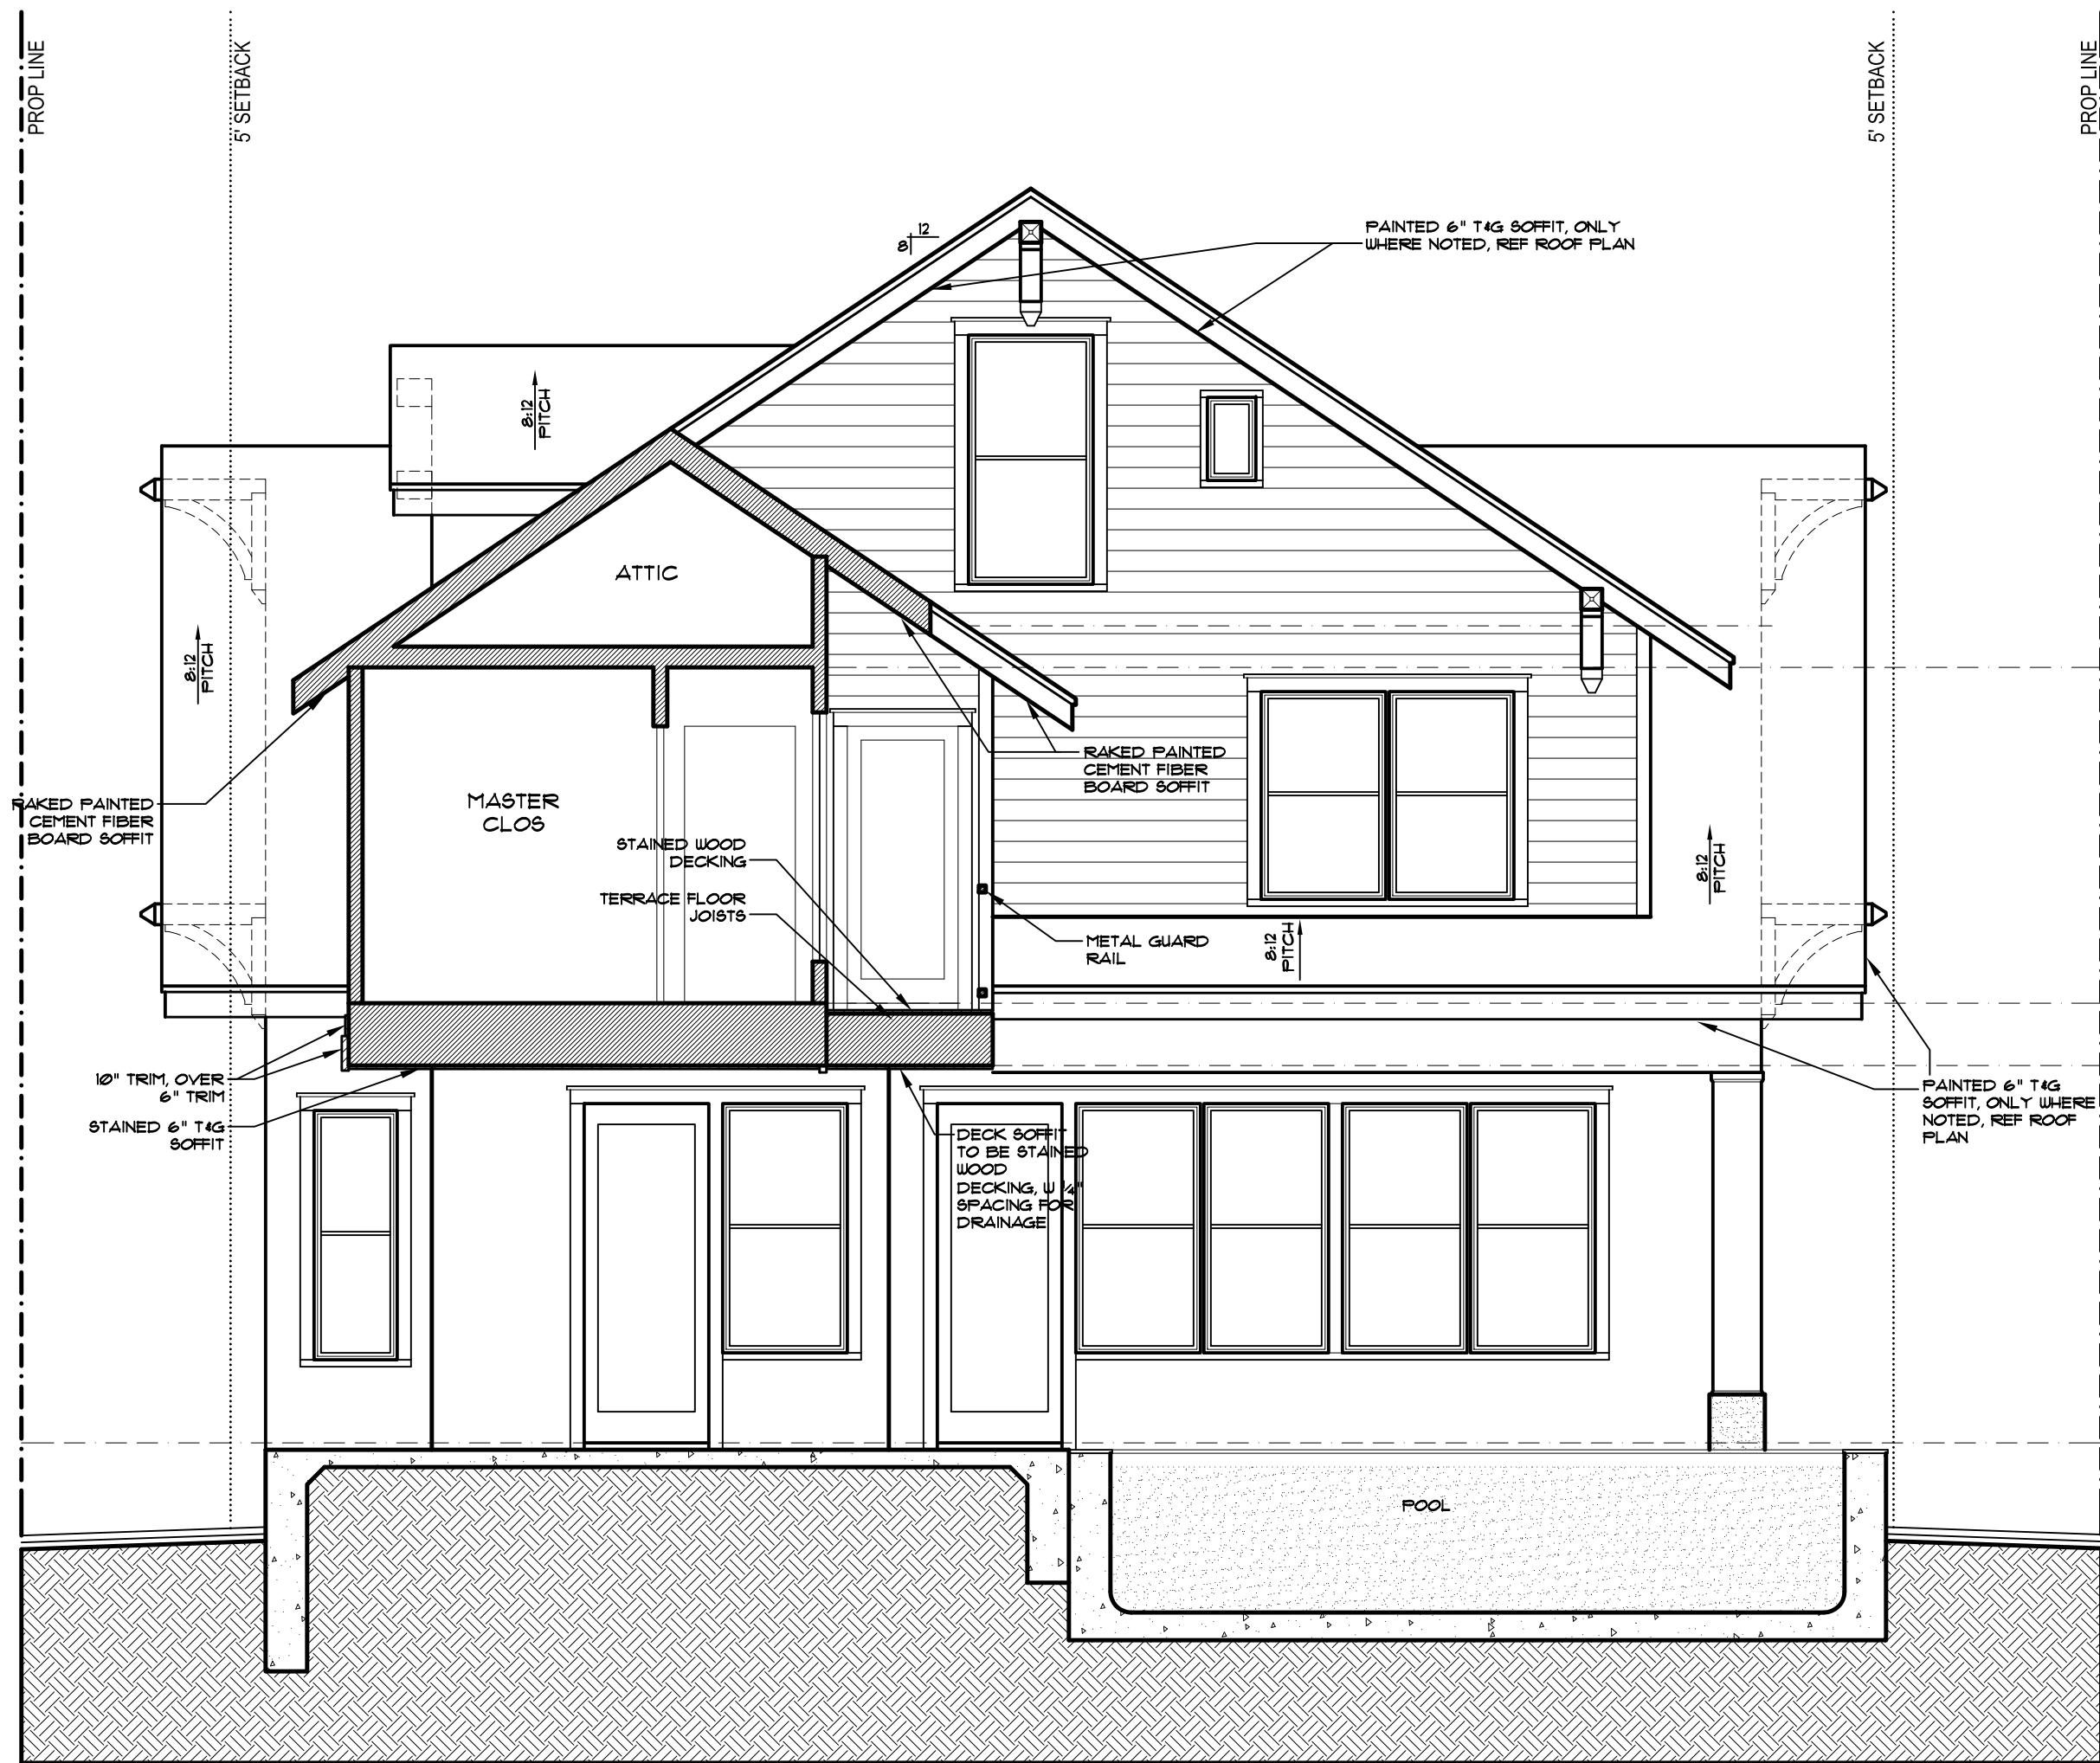 PROP LINE
5' SETBACK
5' SETBACK
PROP LINE
12
8
PAINTED 6" T&G SOFFIT, ONLY
WHERE NOTED, REF ROOF PLAN
8:12
PITCH
ATTIC
8:12
PITCH
RAKED PAINTED
CEMENT FIBER
BOARD SOFFIT
RAKED PAINTED
CEMENT FIBER
BOARD SOFFIT
MASTER
CLOS
STAINED WOOD
DECKING
TERRACE FLOOR
JOISTS
METAL GUARD
RAIL
8:12
PITCH
8:12
PITCH
10" TRIM, OVER
6" TRIM
STAINED 6" T&G
SOFFIT
DECK SOFFIT
TO BE STAINED
WOOD
DECKING, W 1/4"
SPACING FOR
DRAINAGE
PAINTED 6" T&G
SOFFIT, ONLY WHERE
NOTED, REF ROOF
PLAN
POOL